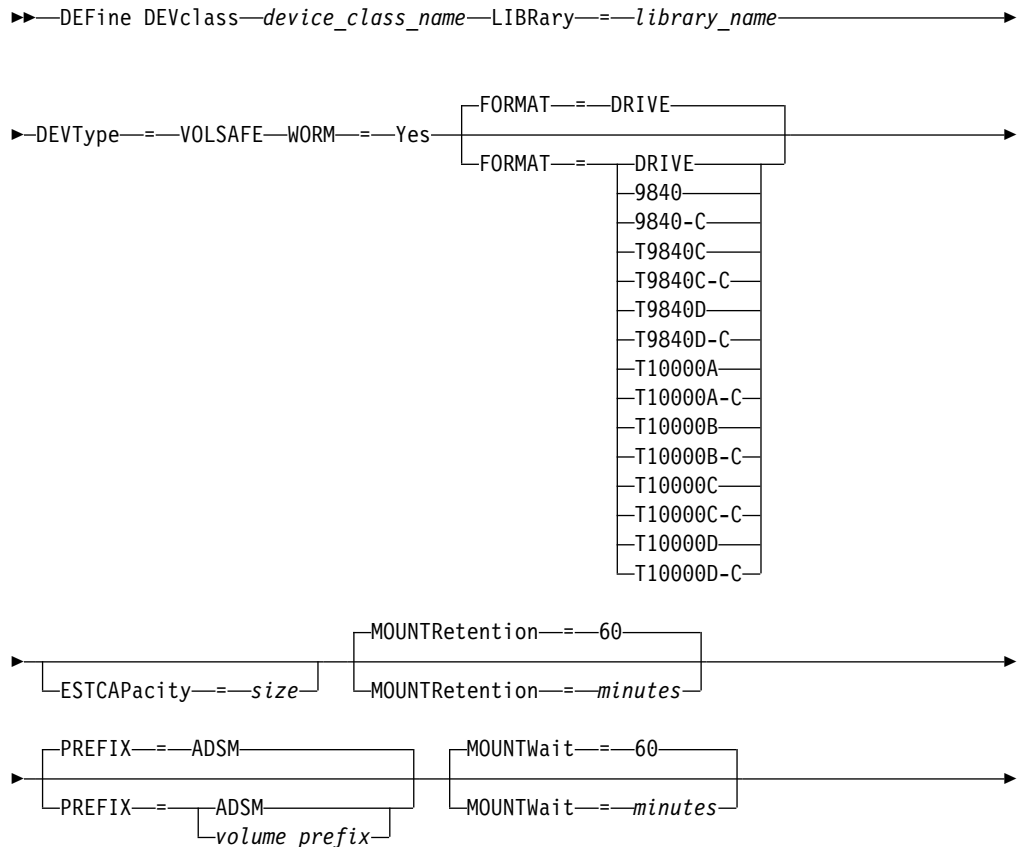 DEFine DEVclass device_class_name LIBRary = library_name
FORMAT = DRIVE
DEVType = VOLSAFE WORM = Yes
FORMAT = DRIVE
9840
9840-C
T9840C
T9840C-C
T9840D
T9840D-C
T10000A
T10000A-C
T10000B
T10000B-C
T10000C
T10000C-C
T10000D
T10000D-C
MOUNTRetention = 60
ESTCAPacity = size
MOUNTRetention = minutes
PREFIX = ADSM
MOUNTWait = 60
PREFIX = ADSM
volume prefix
MOUNTWait = minutes